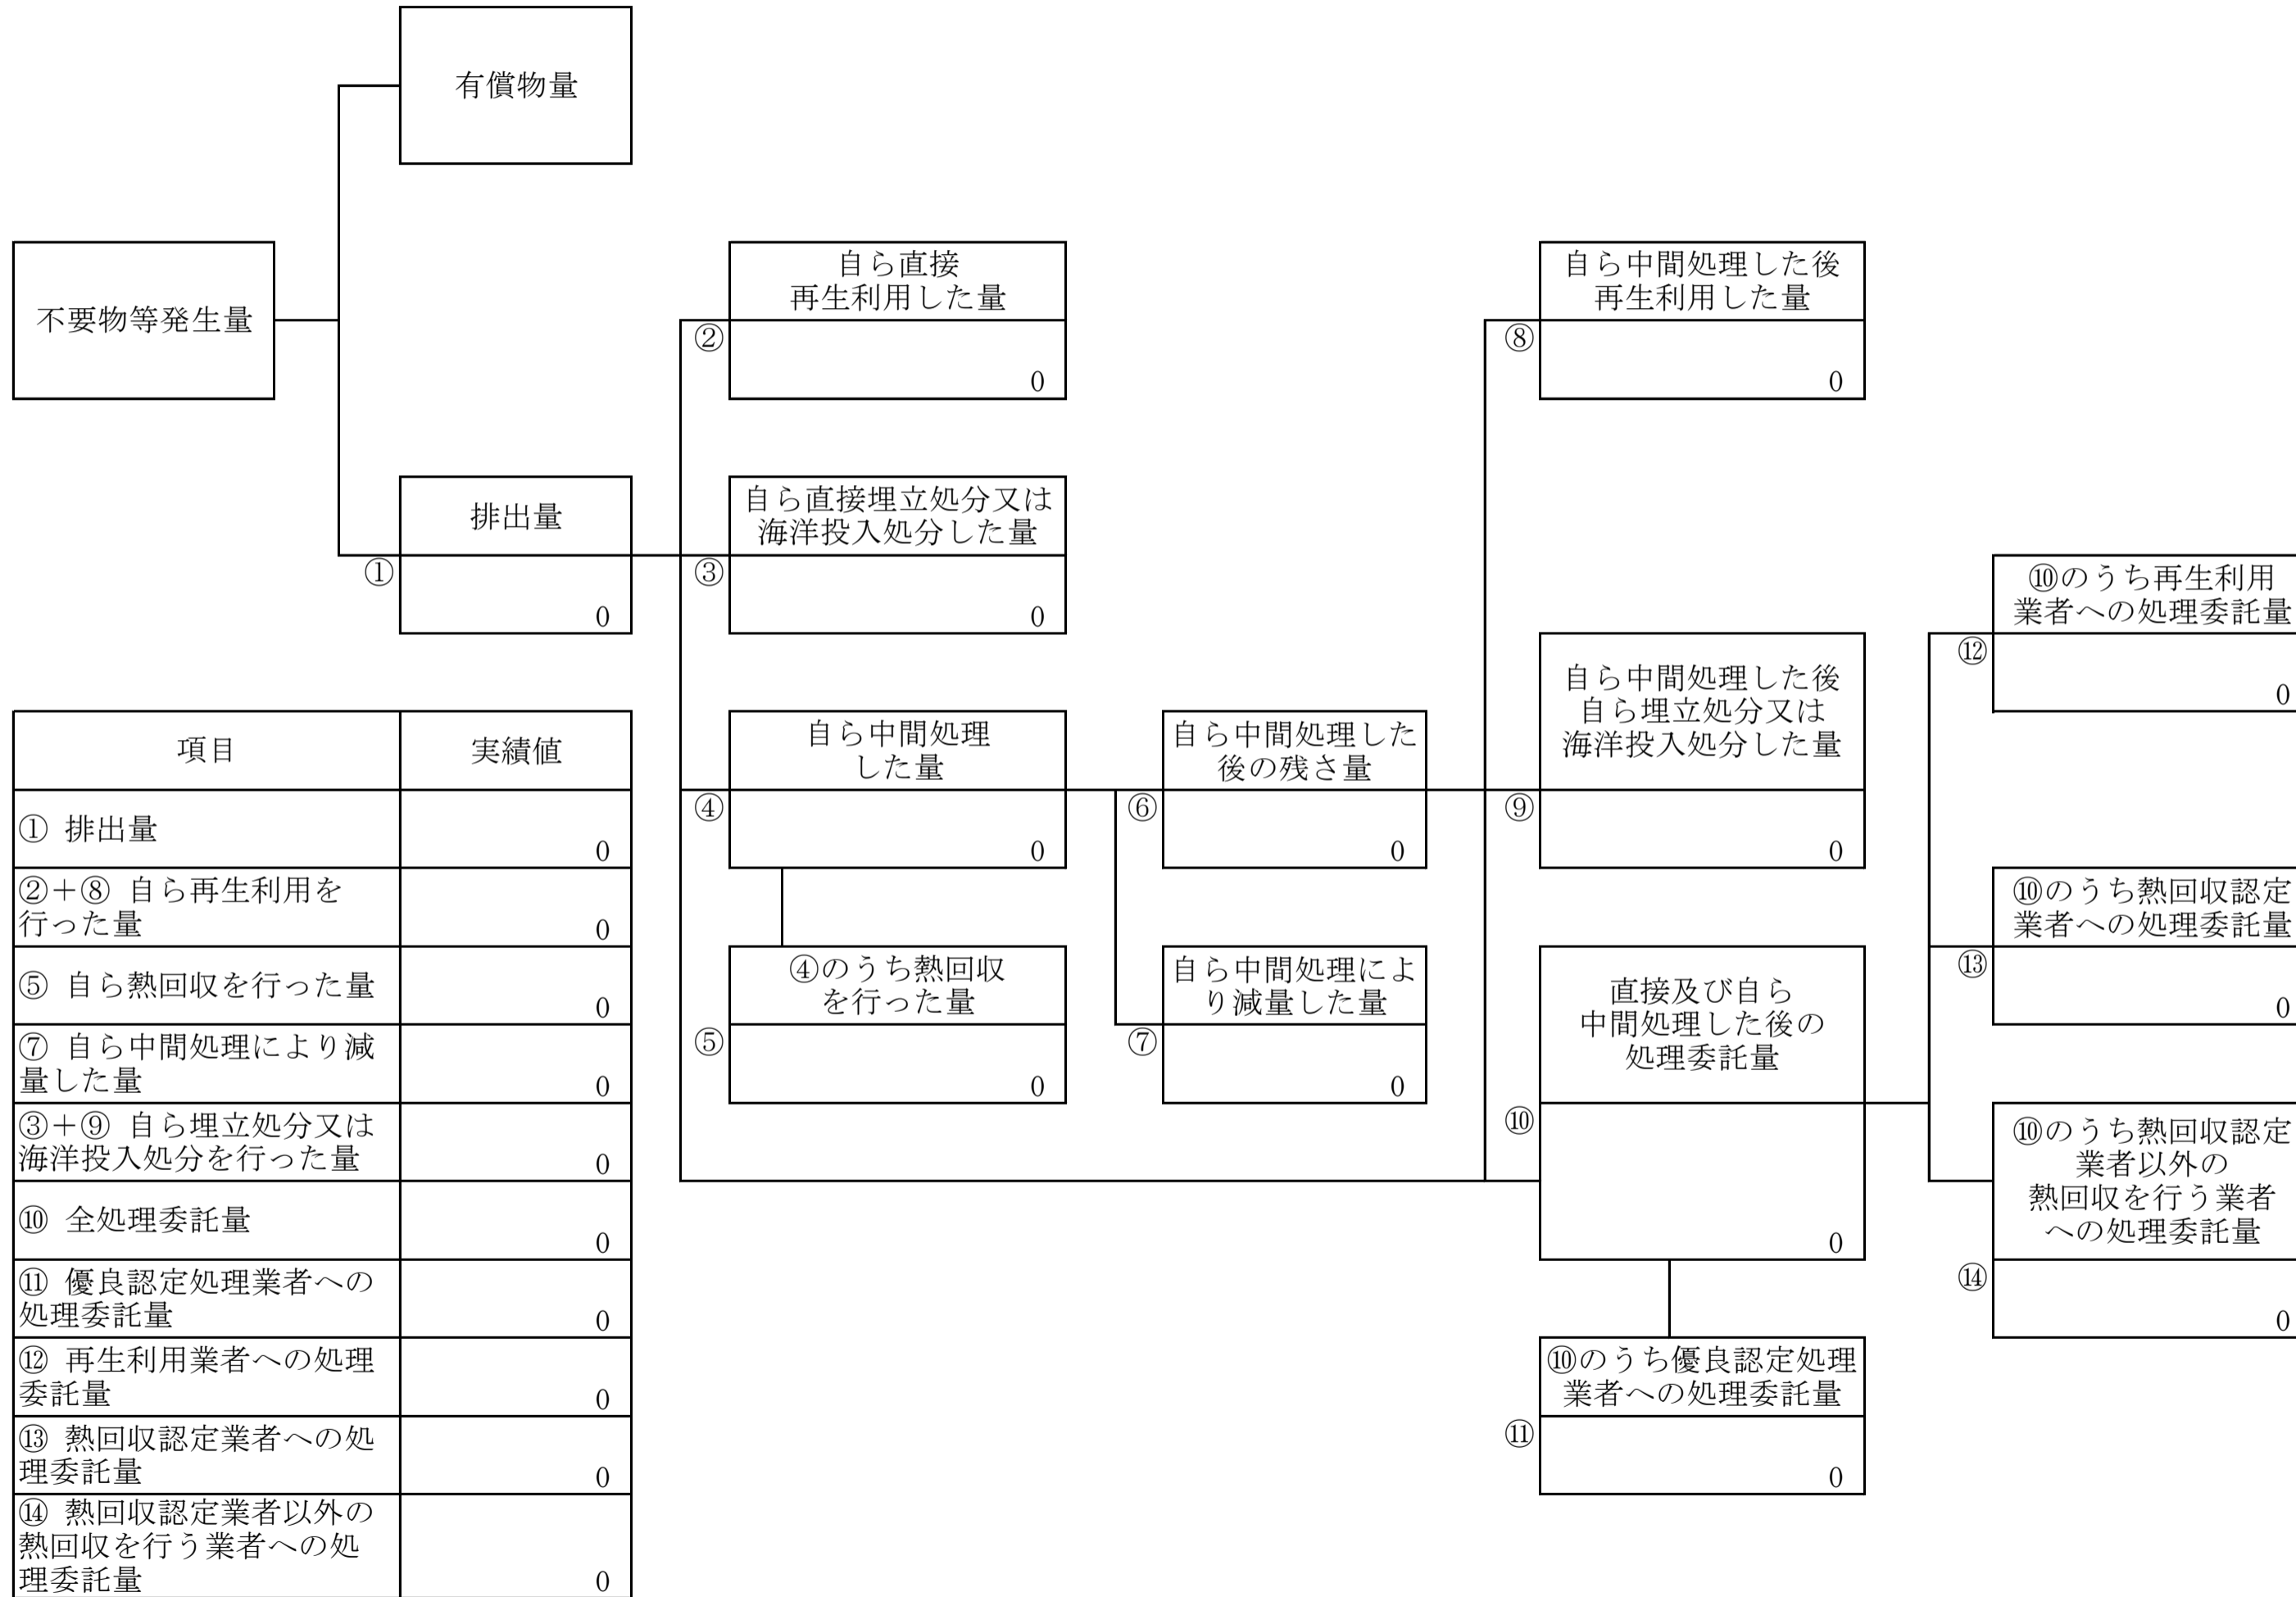 有償物量
不要物等発生量
自ら直接
再生利用した量
②
0
自ら中間処理した後
再生利用した量
⑧
0
排出量
①
0
自ら直接埋立処分又は
海洋投入処分した量
③
0
⑩のうち再生利用
業者への処理委託量
⑫
0
自ら中間処理した後
自ら埋立処分又は
海洋投入処分した量
⑨
0
自ら中間処理
した量
④
0
自ら中間処理した
後の残さ量
⑥
0
⑩のうち熱回収認定
業者への処理委託量
⑬
0
④のうち熱回収
を行った量
⑤
0
自ら中間処理によ
り減量した量
⑦
0
直接及び自ら
中間処理した後の
処理委託量
⑩
0
⑩のうち熱回収認定
業者以外の
熱回収を行う業者
への処理委託量
⑭
0
⑩のうち優良認定処理
業者への処理委託量
⑪
0
項目 実績値
① 排出量
0
②＋⑧ 自ら再生利用を
行った量
0
⑤ 自ら熱回収を行った量
0
⑦ 自ら中間処理により減
量した量
0
③＋⑨ 自ら埋立処分又は
海洋投入処分を行った量
0
⑩ 全処理委託量
0
⑪ 優良認定処理業者への
処理委託量
0
⑫ 再生利用業者への処理
委託量
0
⑬ 熱回収認定業者への処
理委託量
0
⑭ 熱回収認定業者以外の
熱回収を行う業者への処
理委託量
0